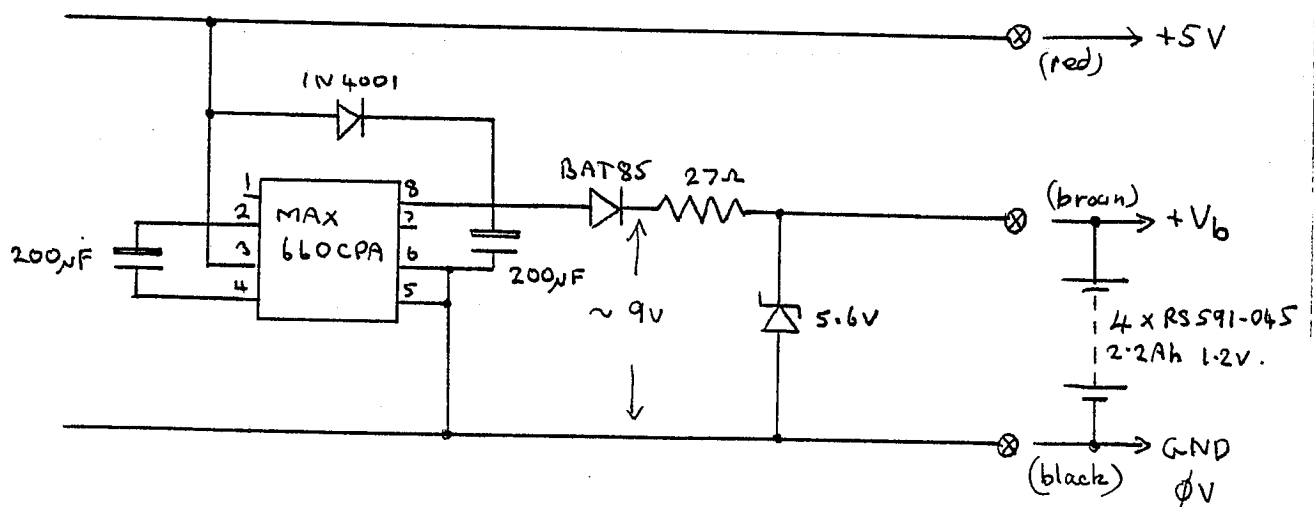 +5V
(red)
1N4001
BAT85
27Ω
1
2
3
4
MAX
660CPA
8
7
6
5
200µF
200µF
~ 9v
5.6V
(brown)
+Vb
4 x RS591-045
2.2Ah 1.2V.
(black)
GND
ØV